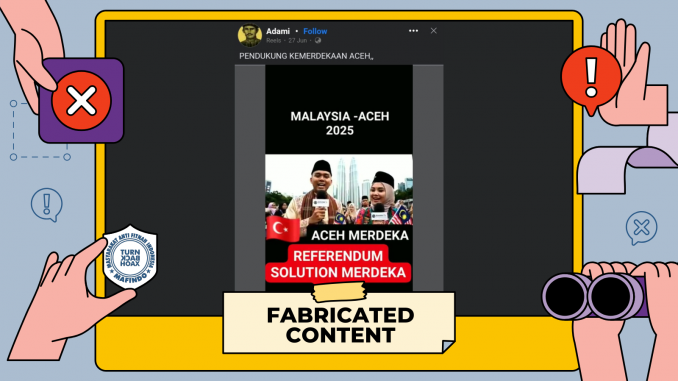 Adami • Follow
Reels • 27 Jun •
PENDUKUNG KEMERDEKAAN ACEH,,
MALAYSIA -ACEH
2025
ACEH MERDEKA
REFERENDUM
SOLUTION MERDEKA
MASYARAKAT ANTI FITNAH INDONESIA
TURN
BACK
HOAX
MAFINDO
FABRICATED
CONTENT